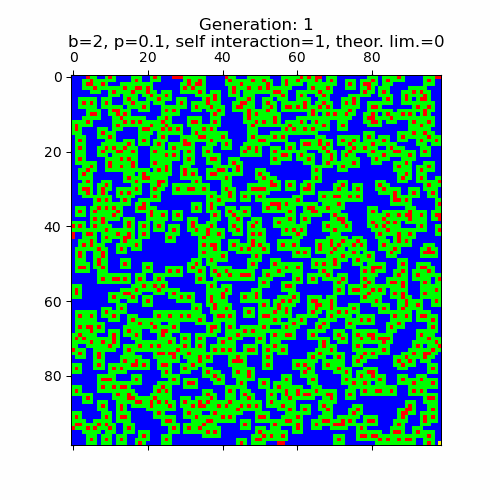 Generation: 1
b=2, p=0.1, self interaction=1, theor. lim.=0
0 20 40 60 80
0
20
40
60
80